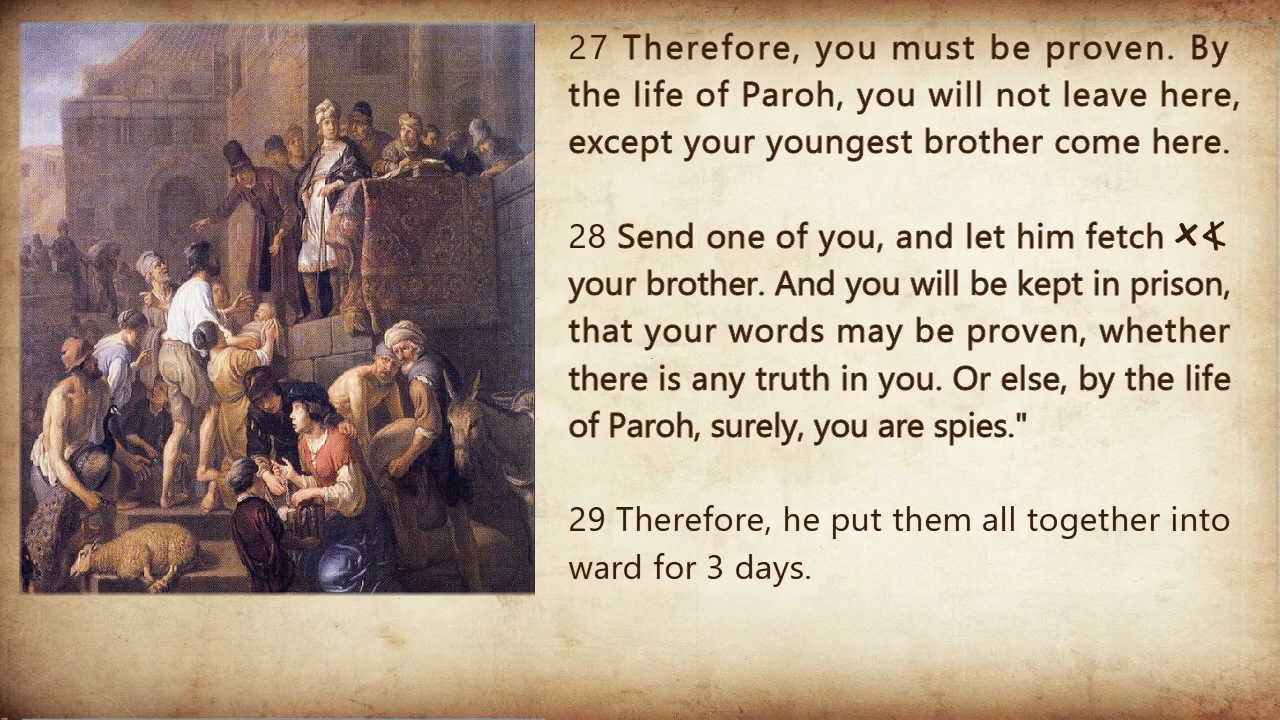 27 Therefore, you must be proven. By
the life of Paroh, you will not leave here,
except your youngest brother come here.
28 Send one of you, and let him fetch 𐤕𐤀
your brother. And you will be kept in prison,
that your words may be proven, whether
there is any truth in you. Or else, by the life
of Paroh, surely, you are spies."
29 Therefore, he put them all together into
ward for 3 days.